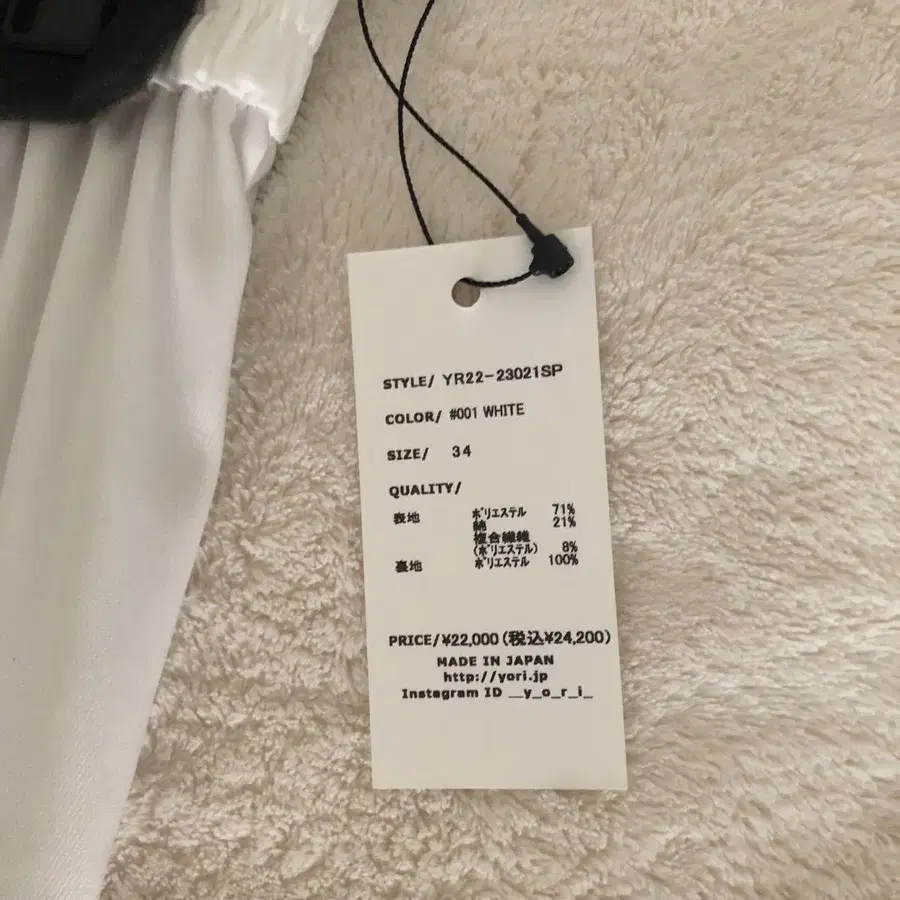 STYLE/ YR22-23021SP
COLOR/ #001 WHITE
SIZE/ 34
QUALITY/
表地 ポリエステル 71%
綿 21%
複合繊維
(ポリエステル) 8%
裏地 ポリエステル 100%
PRICE/¥22,000(税込¥24,200)
MADE IN JAPAN
http://yori.jp
Instagram ID __y_o_r_i_